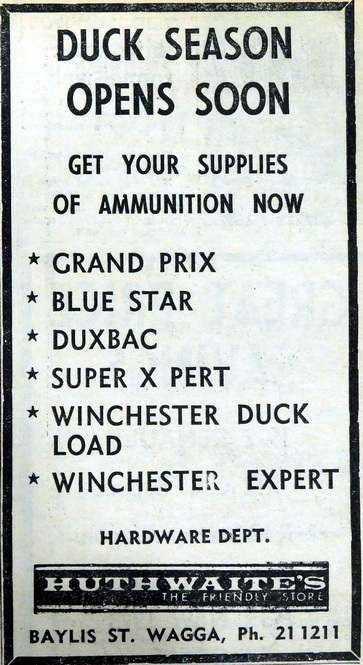 DUCK SEASON
OPENS SOON
GET YOUR SUPPLIES
OF AMMUNITION NOW
* GRAND PRIX
* BLUE STAR
* DUXBAC
* SUPER X PERT
* WINCHESTER DUCK
LOAD
* WINCHESTER EXPERT
HARDWARE DEPT.
HUTHWAITE'S
THE FRIENDLY STORE
BAYLIS ST. WAGGA, Ph. 21 1211